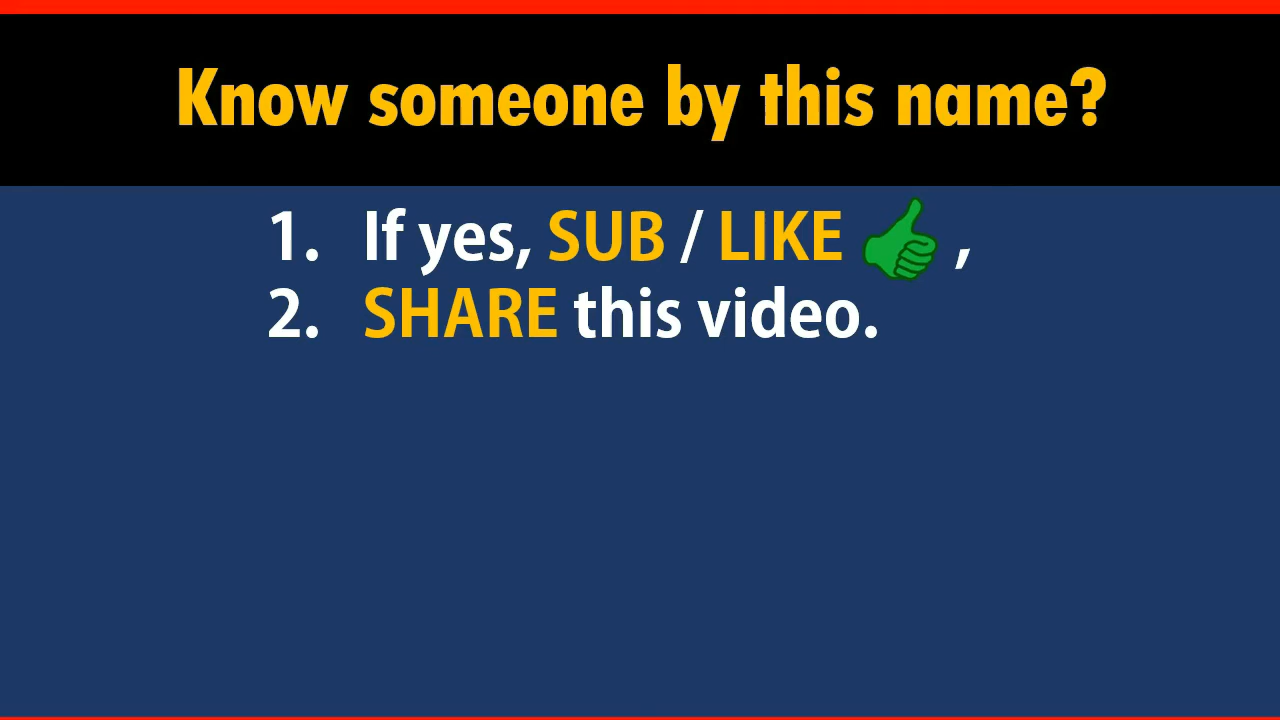 Know someone by this name?
1. If yes, SUB / LIKE ,
2. SHARE this video.